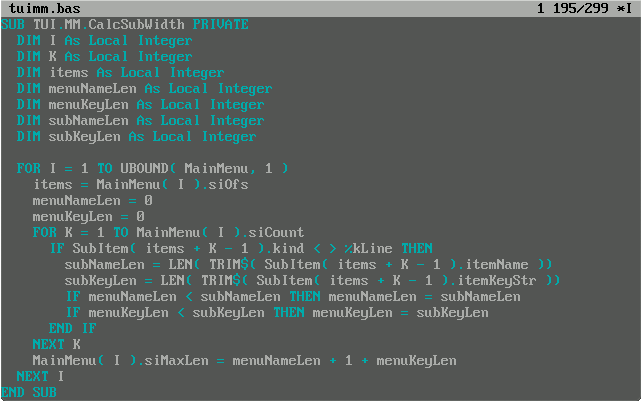 tuimm.bas 1 195/299 *I
SUB TUI.MM.CalcSubWidth PRIVATE
DIM I As Local Integer
DIM K As Local Integer
DIM items As Local Integer
DIM menuNameLen As Local Integer
DIM menuKeyLen As Local Integer
DIM subNameLen As Local Integer
DIM subKeyLen As Local Integer
FOR I = 1 TO UBOUND( MainMenu, 1 )
items = MainMenu( I ).siOfs
menuNameLen = 0
menuKeyLen = 0
FOR K = 1 TO MainMenu( I ).siCount
IF SubItem( items + K - 1 ).kind < > %kLine THEN
subNameLen = LEN( TRIM$( SubItem( items + K - 1 ).itemName ))
subKeyLen = LEN( TRIM$( SubItem( items + K - 1 ).itemKeyStr ))
IF menuNameLen < subNameLen THEN menuNameLen = subNameLen
IF menuKeyLen < subKeyLen THEN menuKeyLen = subKeyLen
END IF
NEXT K
MainMenu( I ).siMaxLen = menuNameLen + 1 + menuKeyLen
NEXT I
END SUB